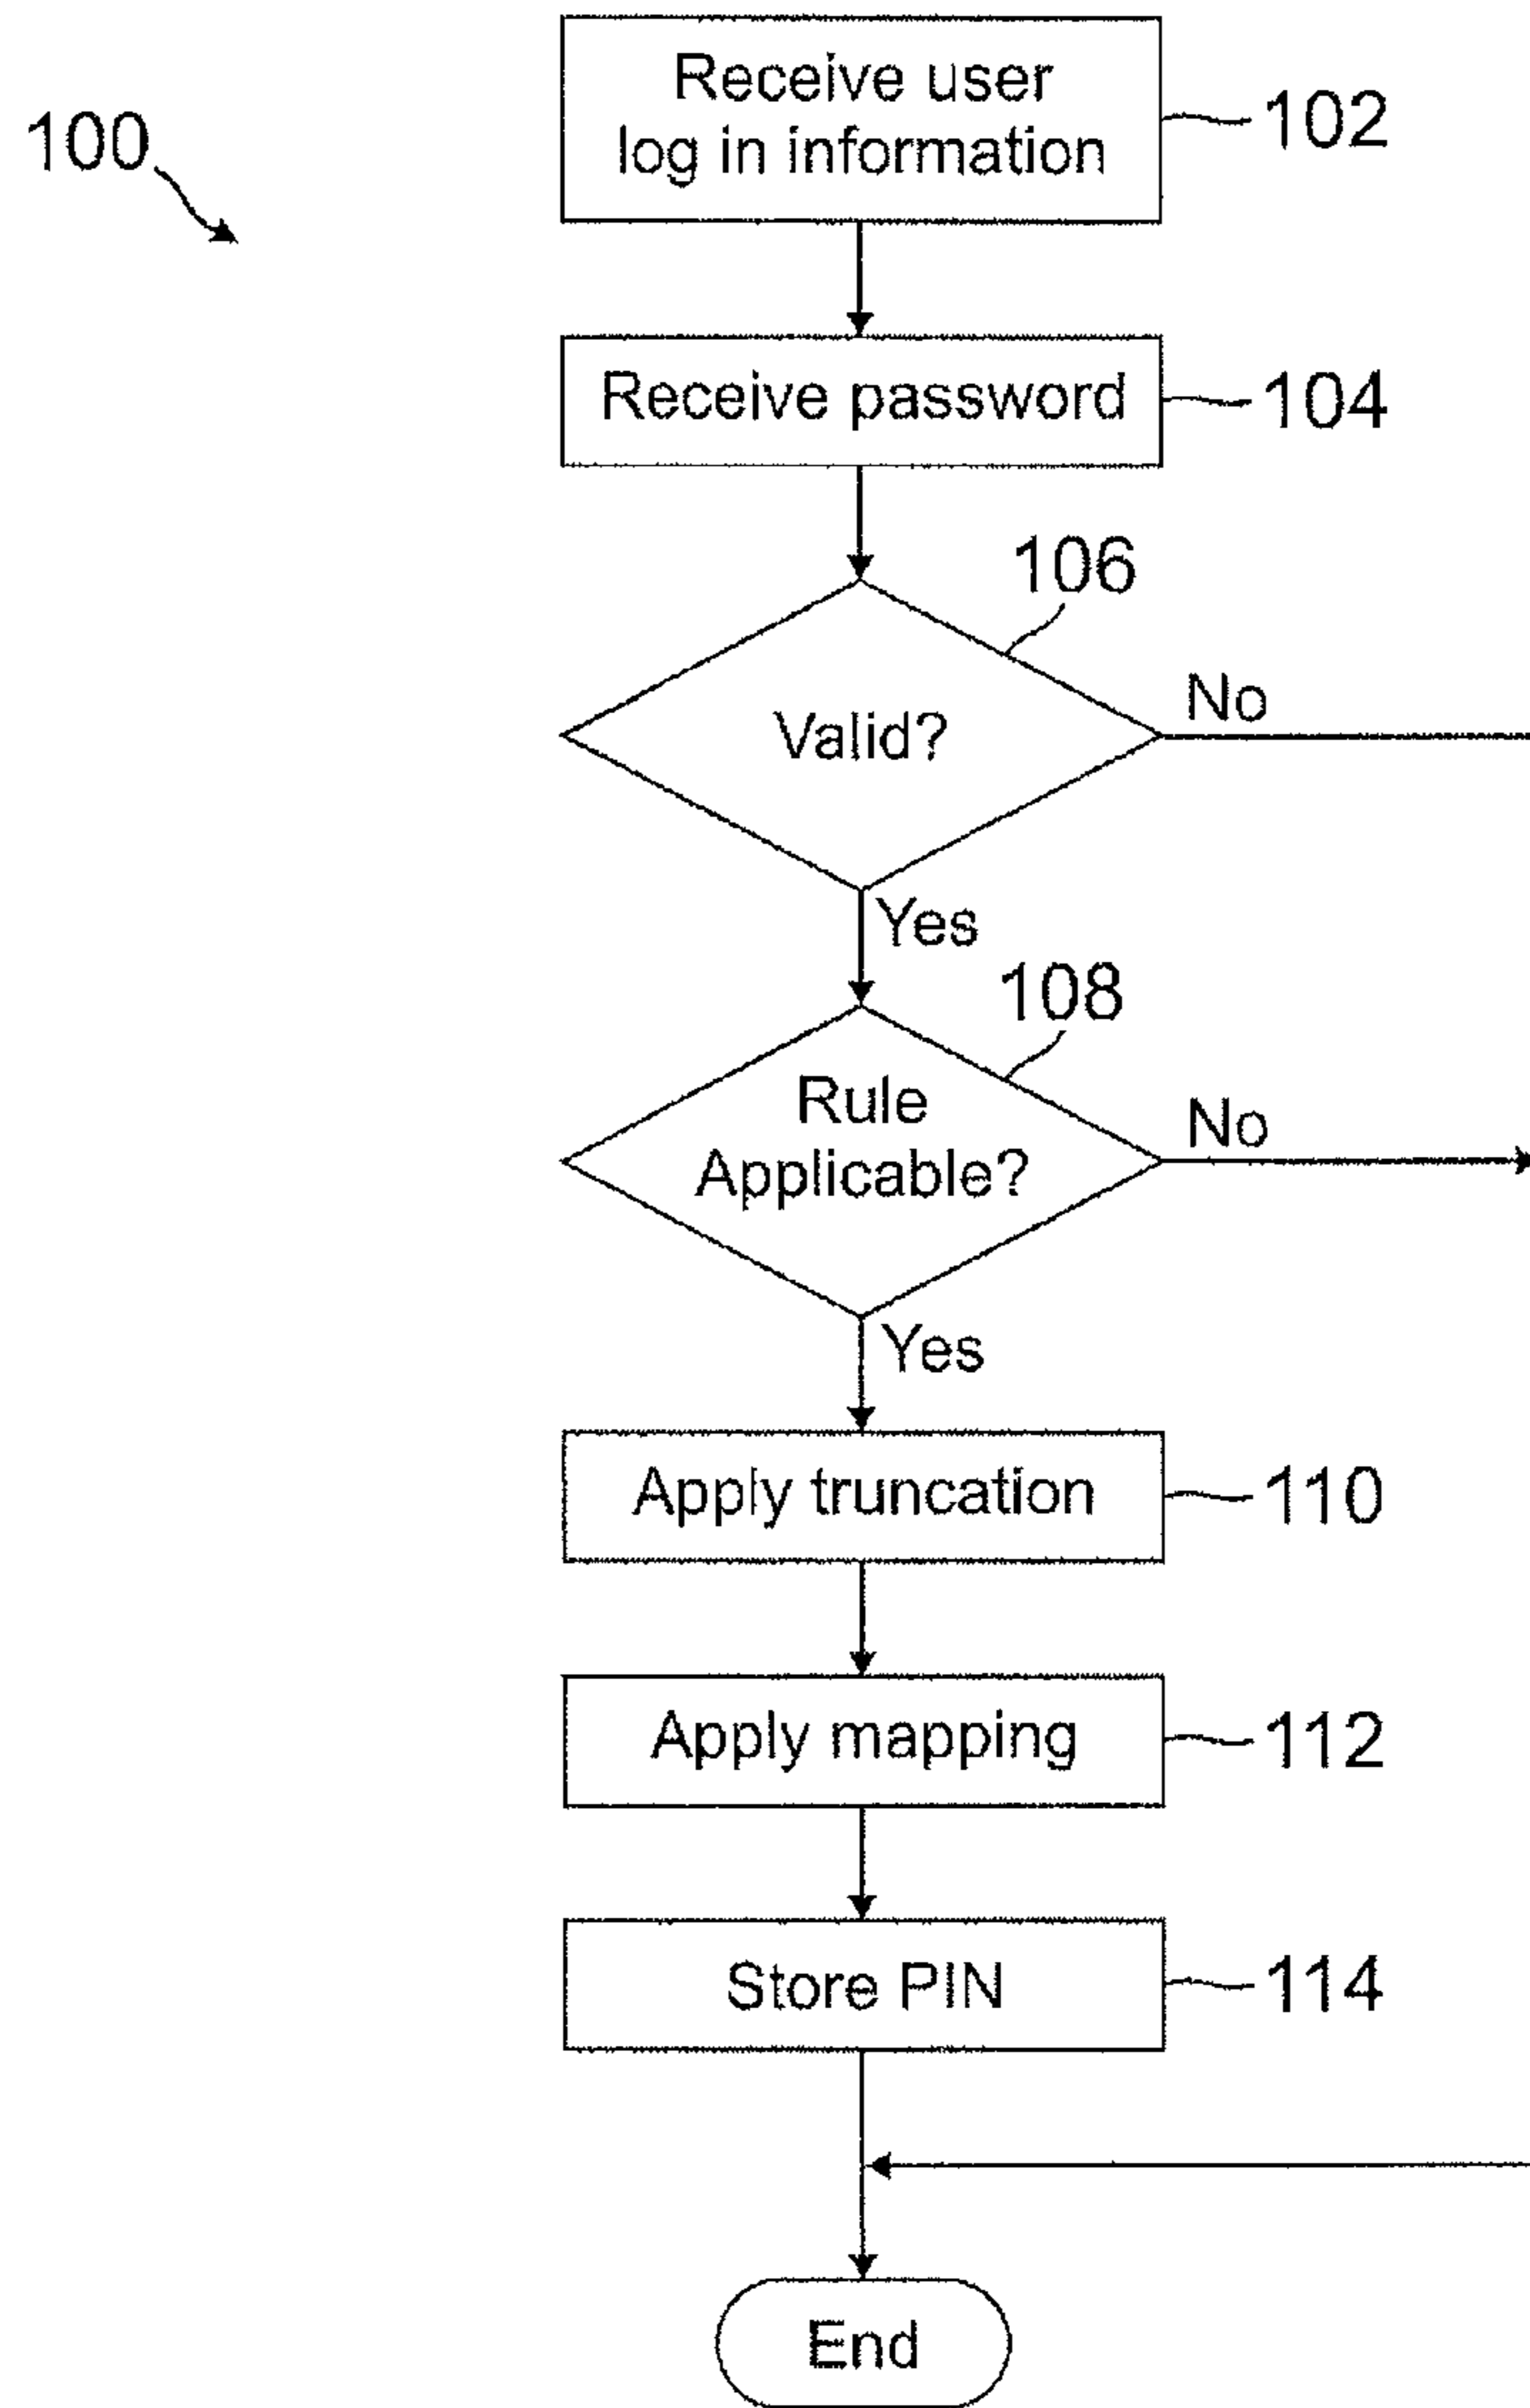 100
Receive user
log in information
102
Receive password
104
106
Valid?
No
Yes
108
Rule
Applicable?
No
Yes
Apply truncation
110
Apply mapping
112
Store PIN
114
End